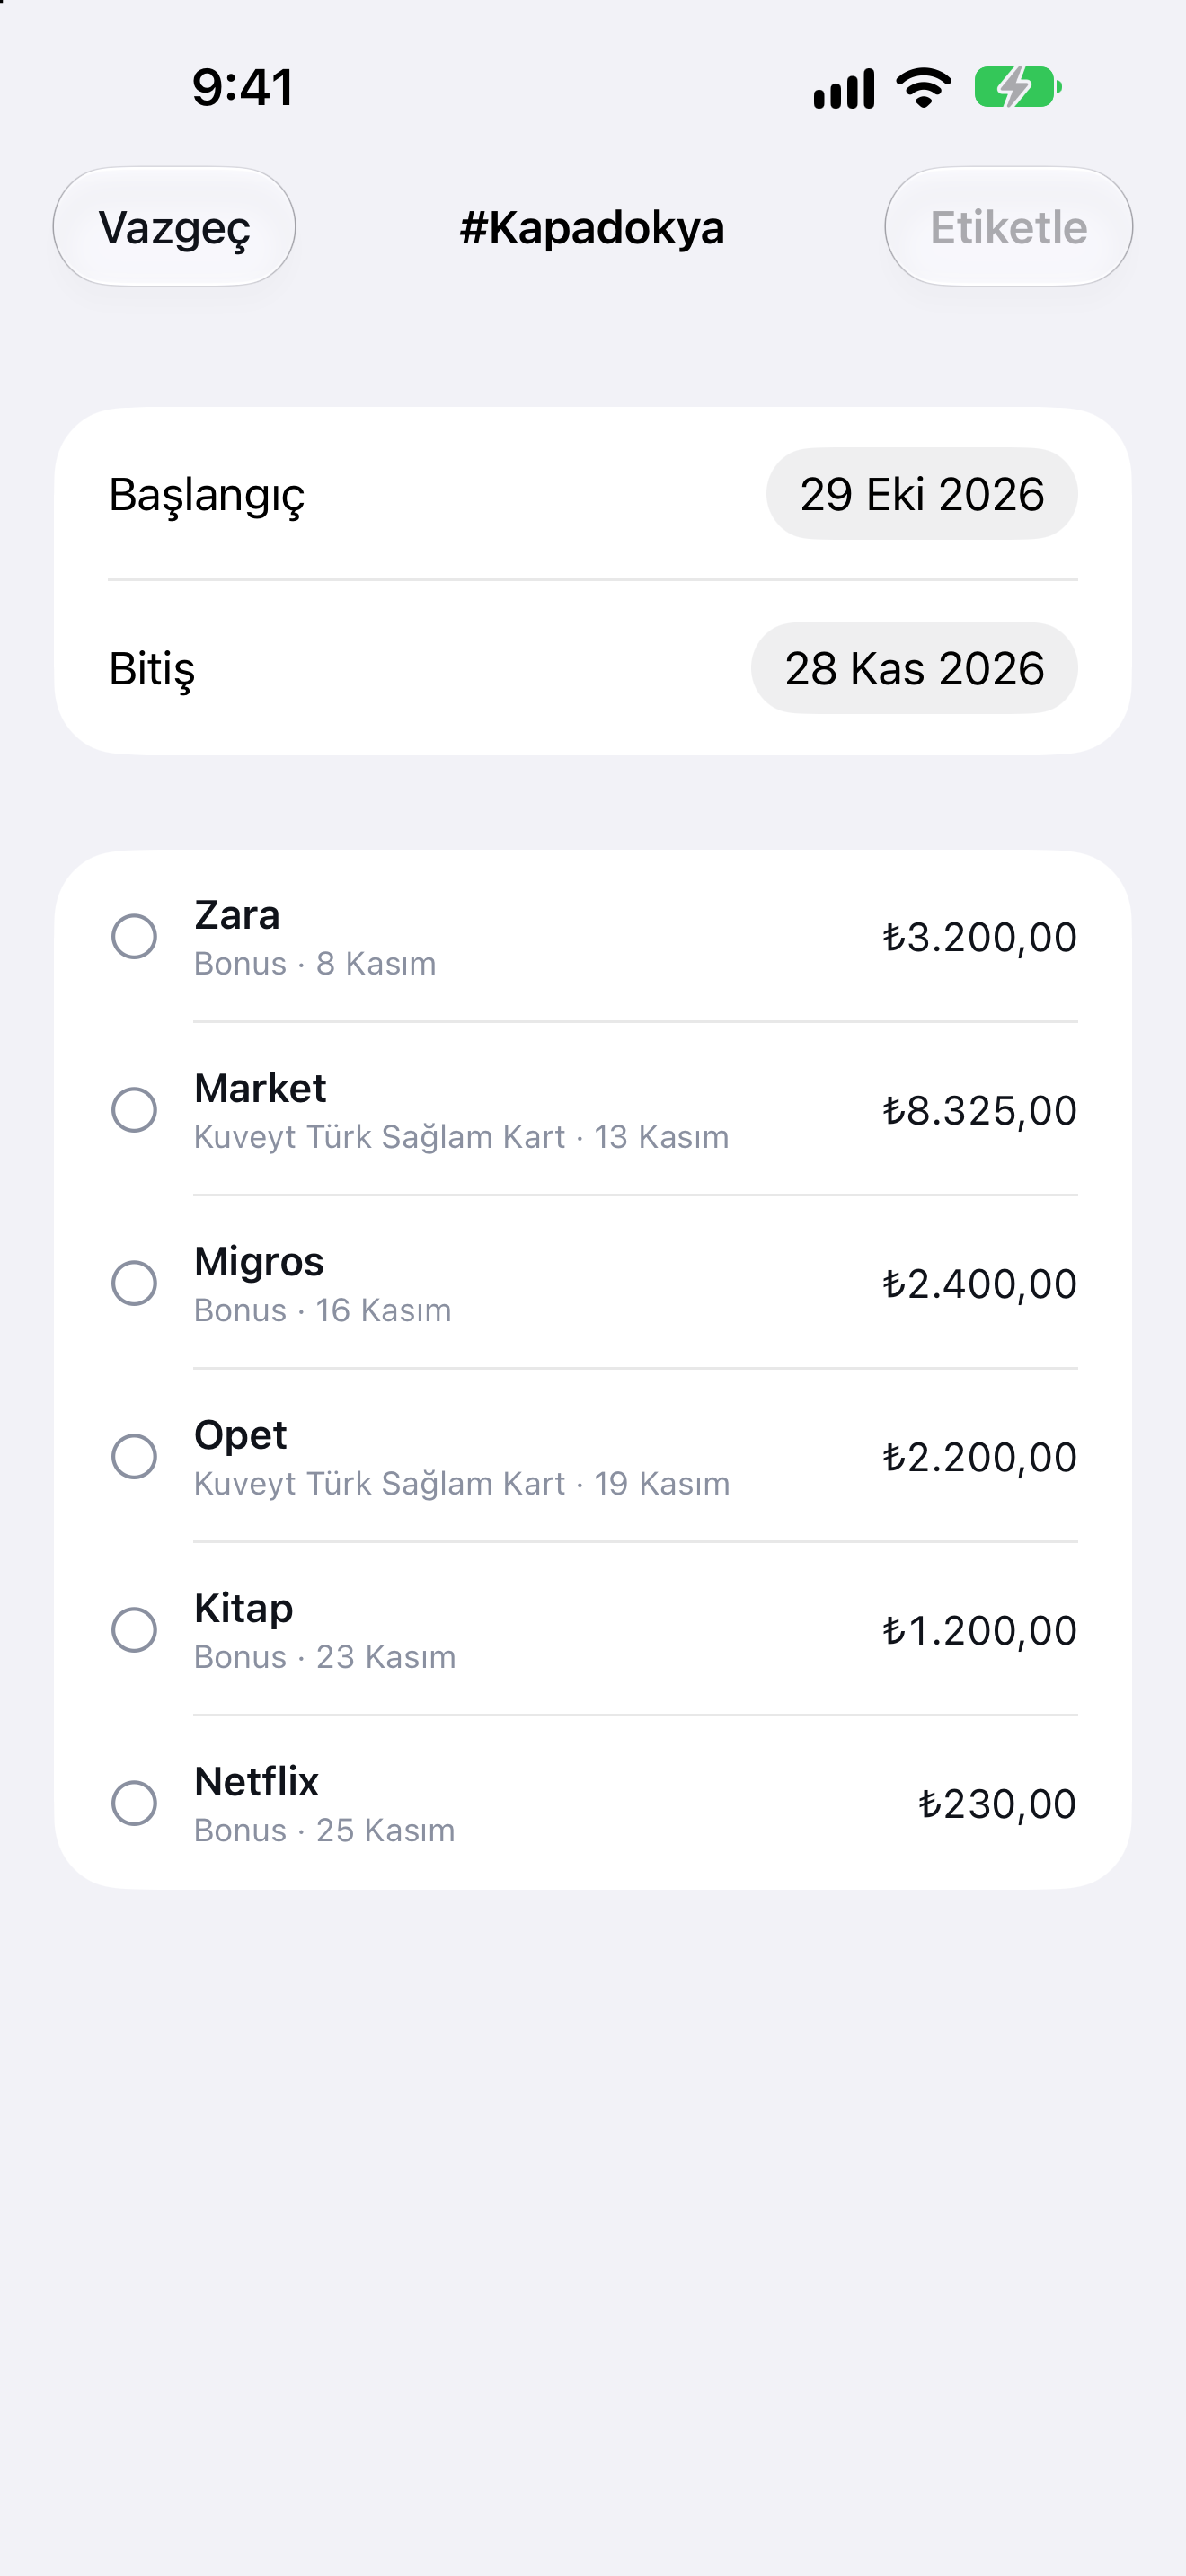 9:41
Vazgeç
#Kapadokya
Etiketle
Başlangıç
29 Eki 2026
Bitiş
28 Kas 2026
Zara
Bonus · 8 Kasım
₺3.200,00
Market
Kuveyt Türk Sağlam Kart · 13 Kasım
₺8.325,00
Migros
Bonus · 16 Kasım
₺2.400,00
Opet
Kuveyt Türk Sağlam Kart · 19 Kasım
₺2.200,00
Kitap
Bonus · 23 Kasım
₺1.200,00
Netflix
Bonus · 25 Kasım
₺230,00